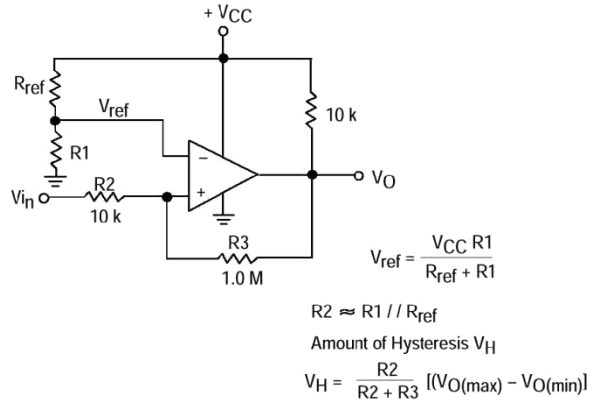 + VCC
Rref
Vref
10 k
R1
−
+
VO
Vin
R2
10 k
R3
1.0 M
Vref = VCC R1 / Rref + R1
R2 ≈ R1 // Rref
Amount of Hysteresis VH
VH = R2 / R2 + R3 [(VO(max) − VO(min)]